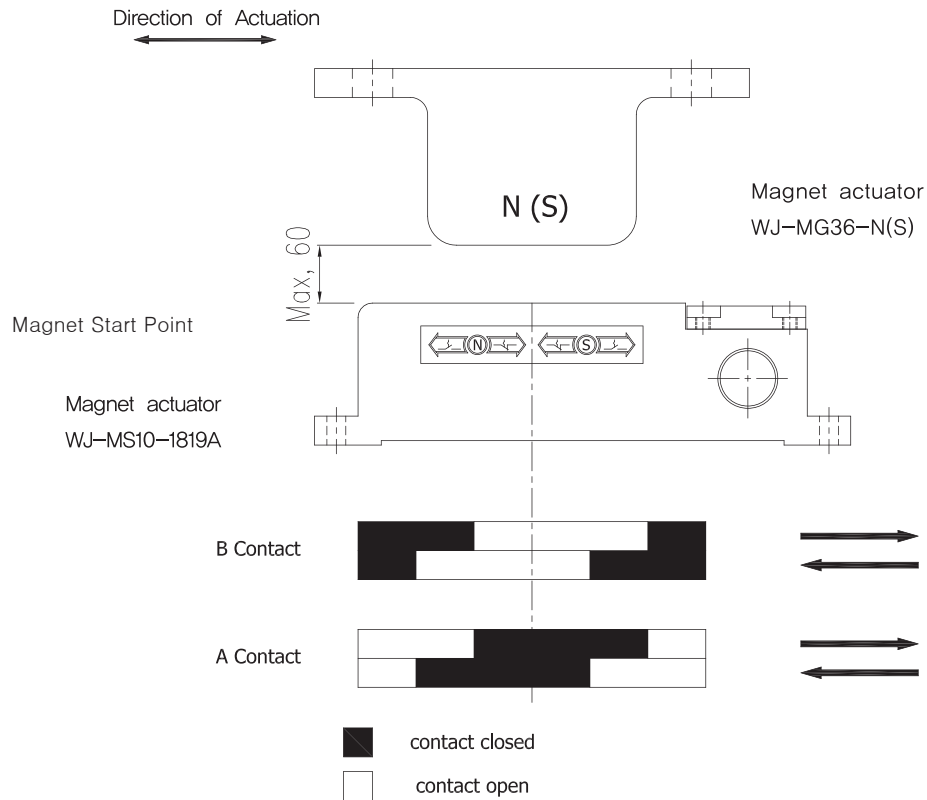 Direction of Actuation
N (S)
Magnet actuator
WJ-MG36-N(S)
Max, 60
Magnet Start Point
N
S
Magnet actuator
WJ-MS10-1819A
B Contact
A Contact
contact closed
contact open